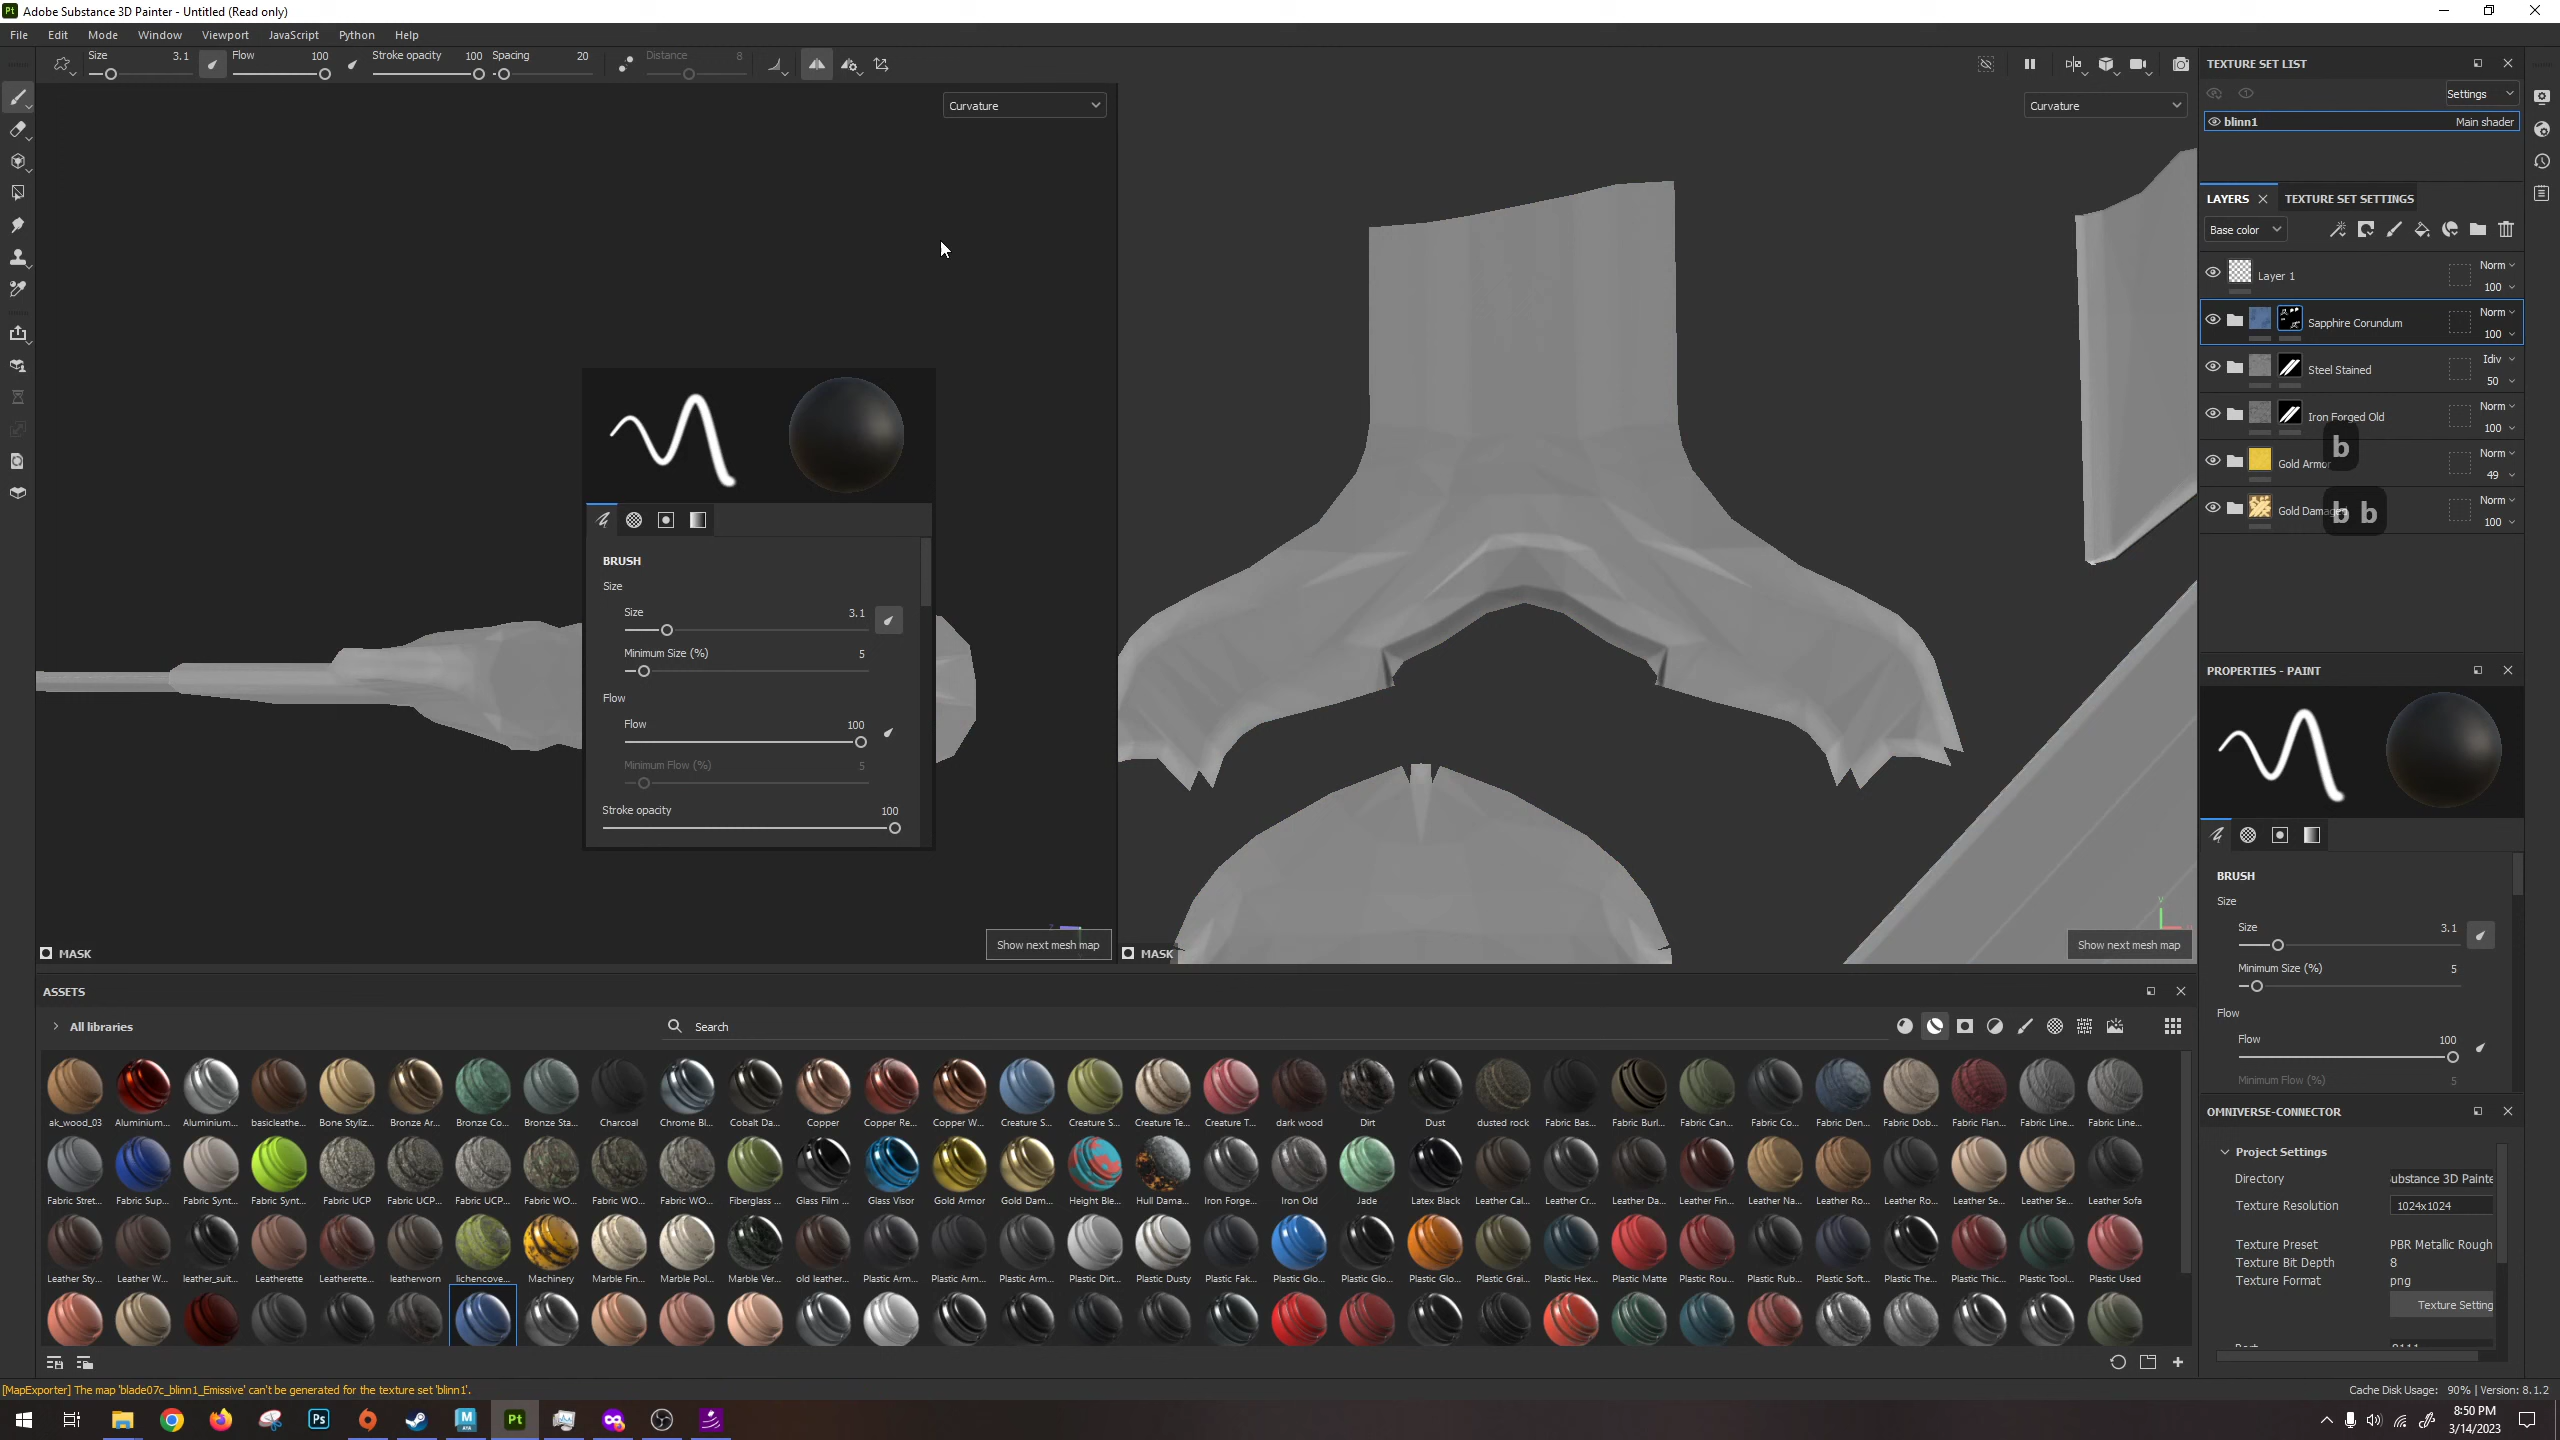 Adobe Substance 3D Painter - Untitled (Read only)
File Edit Mode Window Viewport JavaScript Python Help
Size 3.1 Flow 100 Stroke opacity 100 Spacing 20 Distance 8
Curvature
Curvature
TEXTURE SET LIST
Settings
blinn1 Main shader
LAYERS TEXTURE SET SETTINGS
Base color
Layer 1 Norm
100
Sapphire Corundum Norm
100
Steel Stained Idiv
50
Iron Forged Old Norm
100
b
Gold Armor Norm
49
Gold Damaged Norm
100
b b
BRUSH
Size
Size 3.1
Minimum Size (%) 5
Flow
Flow 100
Minimum Flow (%) 5
Stroke opacity 100
MASK
Show next mesh map
MASK
Show next mesh map
PROPERTIES - PAINT
BRUSH
Size
Size 3.1
Minimum Size (%) 5
Flow
Flow 100
Minimum Flow (%) 5
ASSETS
All libraries
Search
ak_wood_03 Aluminium... Aluminium... basicleathe... Bone Styliz... Bronze Ar... Bronze Co... Bronze Sta... Charcoal Chrome Bl... Cobalt Da... Copper Copper Re... Copper W... Creature S... Creature S... Creature Te... Creature T... dark wood Dirt Dust dusted rock Fabric Bas... Fabric Burl... Fabric Can... Fabric Co... Fabric Den... Fabric Dob... Fabric Flan... Fabric Line... Fabric Line...
Fabric Stret... Fabric Sup... Fabric Synt... Fabric Synt... Fabric UCP Fabric UCP... Fabric UCP... Fabric WO... Fabric WO... Fabric WO... Fiberglass ... Glass Film ... Glass Visor Gold Armor Gold Dam... Height Ble... Hull Dama... Iron Forge... Iron Old Jade Latex Black Leather Cal... Leather Cr... Leather Da... Leather Fin... Leather Na... Leather Ro... Leather Ro... Leather Se... Leather Se... Leather Sofa
Leather Sty... Leather W... leather_suit... Leatherette Leatherette... leatherworn lichencove... Machinery Marble Fin... Marble Pol... Marble Ver... old leather... Plastic Arm... Plastic Arm... Plastic Arm... Plastic Dirt... Plastic Dusty Plastic Fak... Plastic Glo... Plastic Glo... Plastic Glo... Plastic Grai... Plastic Hex... Plastic Matte Plastic Rou... Plastic Rub... Plastic Soft... Plastic The... Plastic Thic... Plastic Tool... Plastic Used
OMNIVERSE-CONNECTOR
Project Settings
Directory ubstance 3D Painte
Texture Resolution 1024x1024
Texture Preset PBR Metallic Rough
Texture Bit Depth 8
Texture Format png
Texture Setting
[MapExporter] The map 'blade07c_blinn1_Emissive' can't be generated for the texture set 'blinn1'.
Cache Disk Usage: 90% | Version: 8.1.2
8:50 PM
3/14/2023